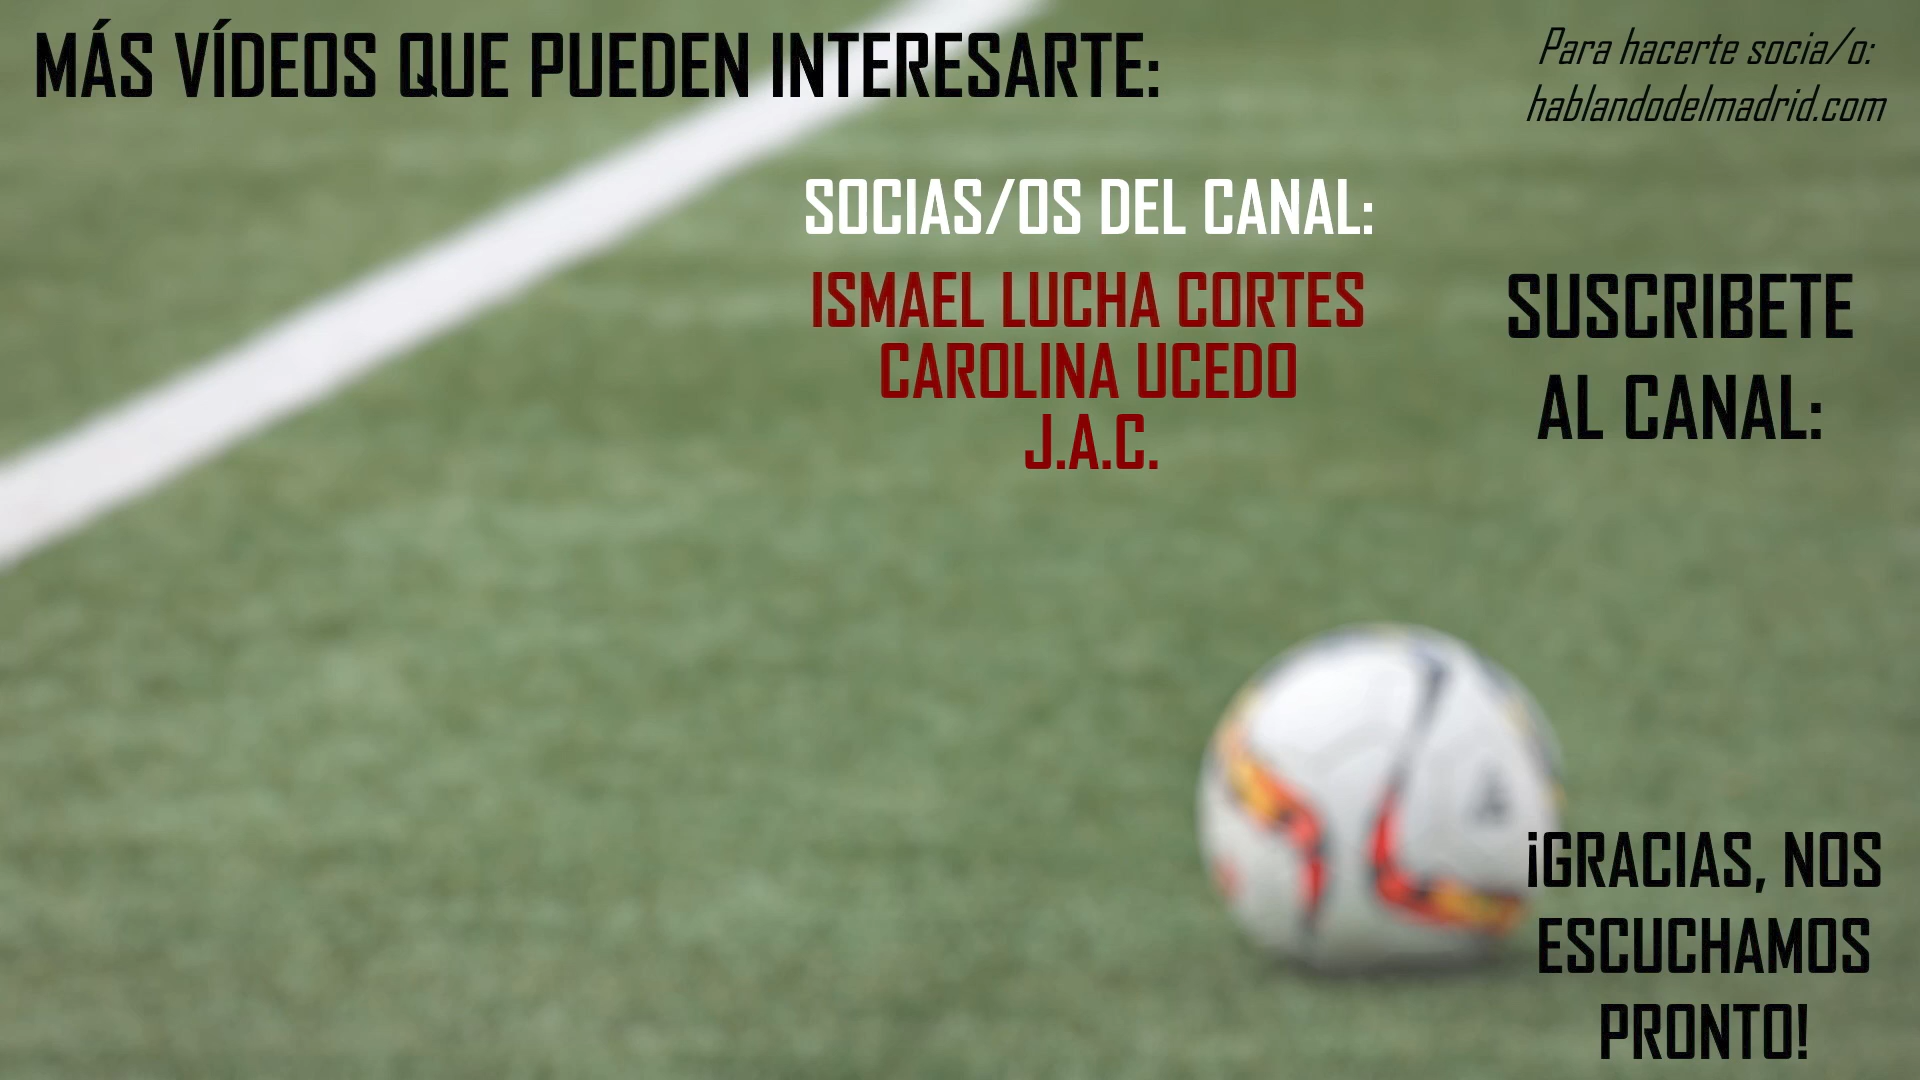 MÁS VÍDEOS QUE PUEDEN INTERESARTE:
Para hacerte socia/o:
hablandodelmadrid.com
SOCIAS/OS DEL CANAL:
ISMAEL LUCHA CORTES
CAROLINA UCEDO
J.A.C.
SUSCRIBETE
AL CANAL:
¡GRACIAS, NOS
ESCUCHAMOS
PRONTO!